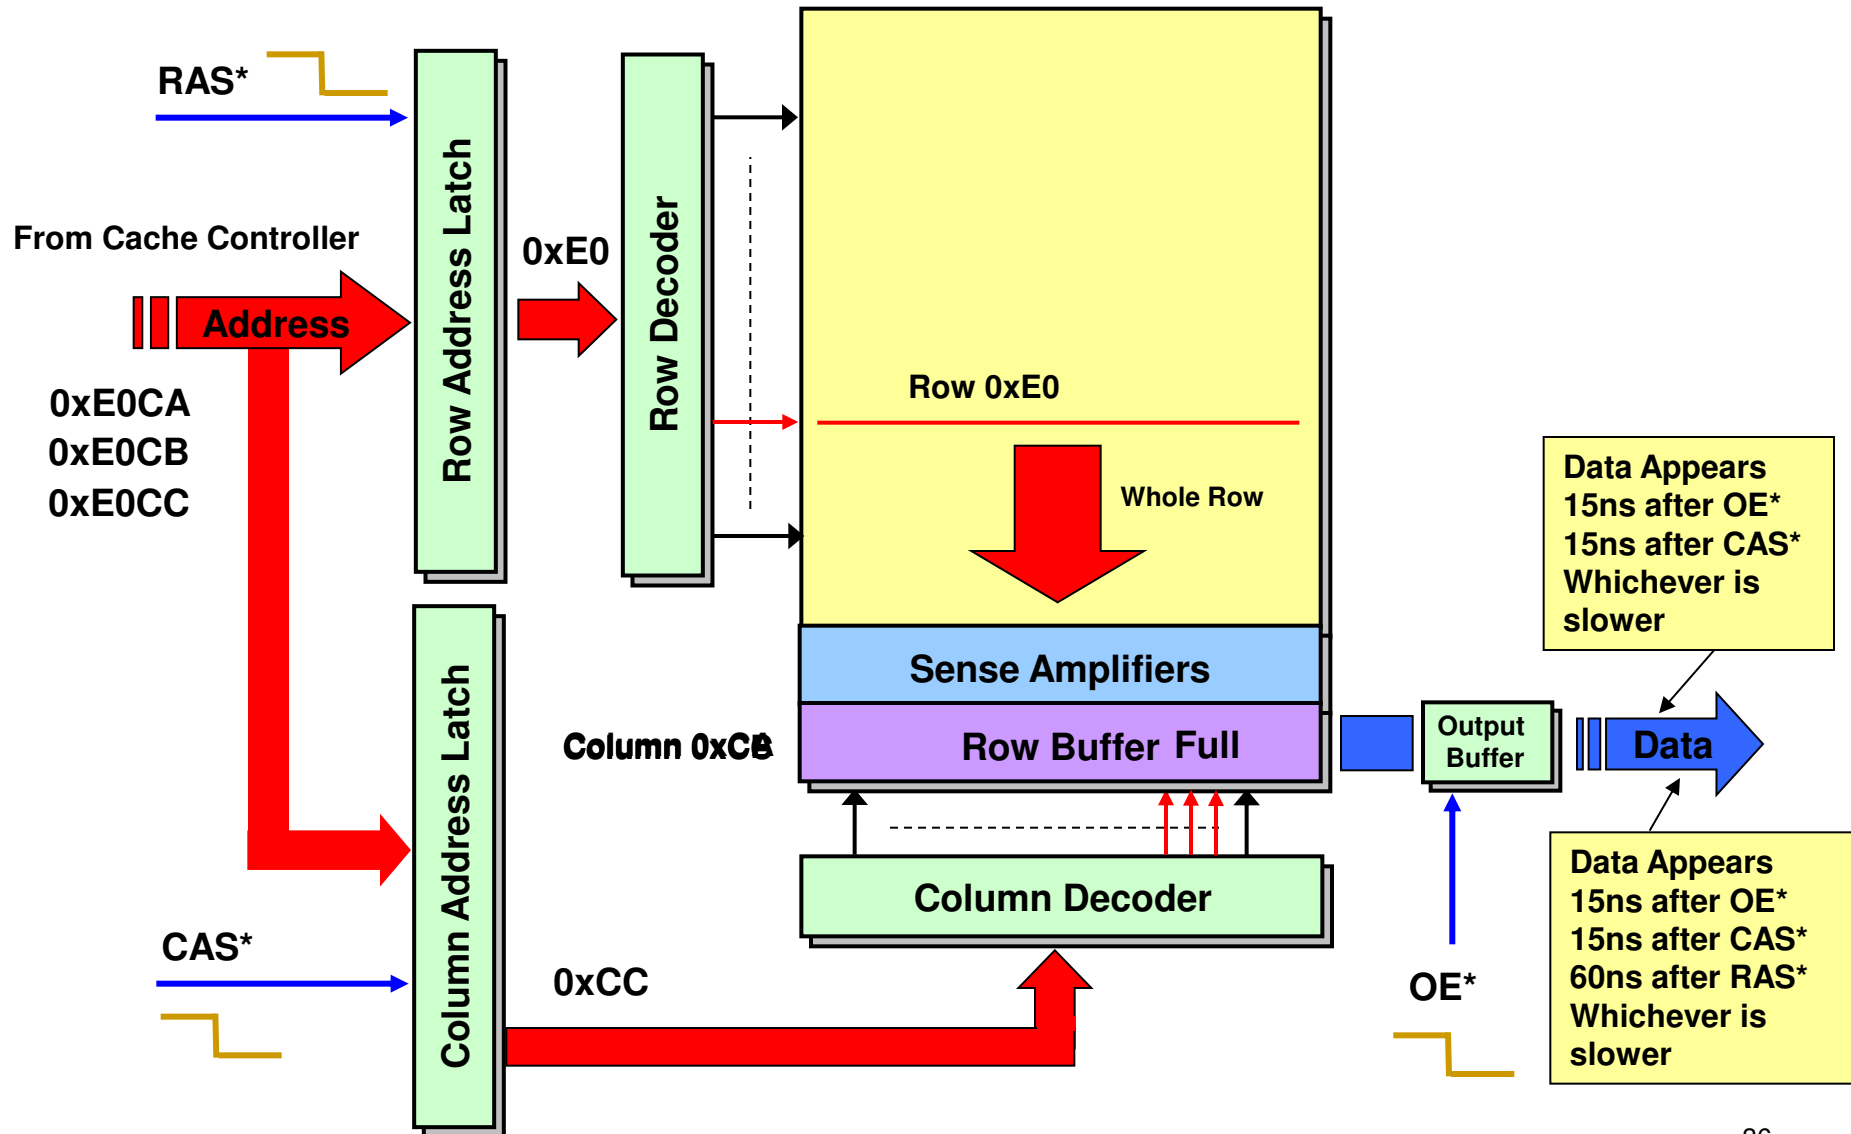 RAS*
From Cache Controller
Address
0xE0CA
0xE0CB
0xE0CC
Row Address Latch
0xE0
Row Decoder
Row 0xE0
Whole Row
Sense Amplifiers
Row Buffer Full
Column
Column Decoder
Column Address Latch
CAS*
0xCC
Output
Buffer
Data
OE*
Data Appears
15ns after OE*
15ns after CAS*
Whichever is
slower
Data Appears
15ns after OE*
15ns after CAS*
60ns after RAS*
Whichever is
slower